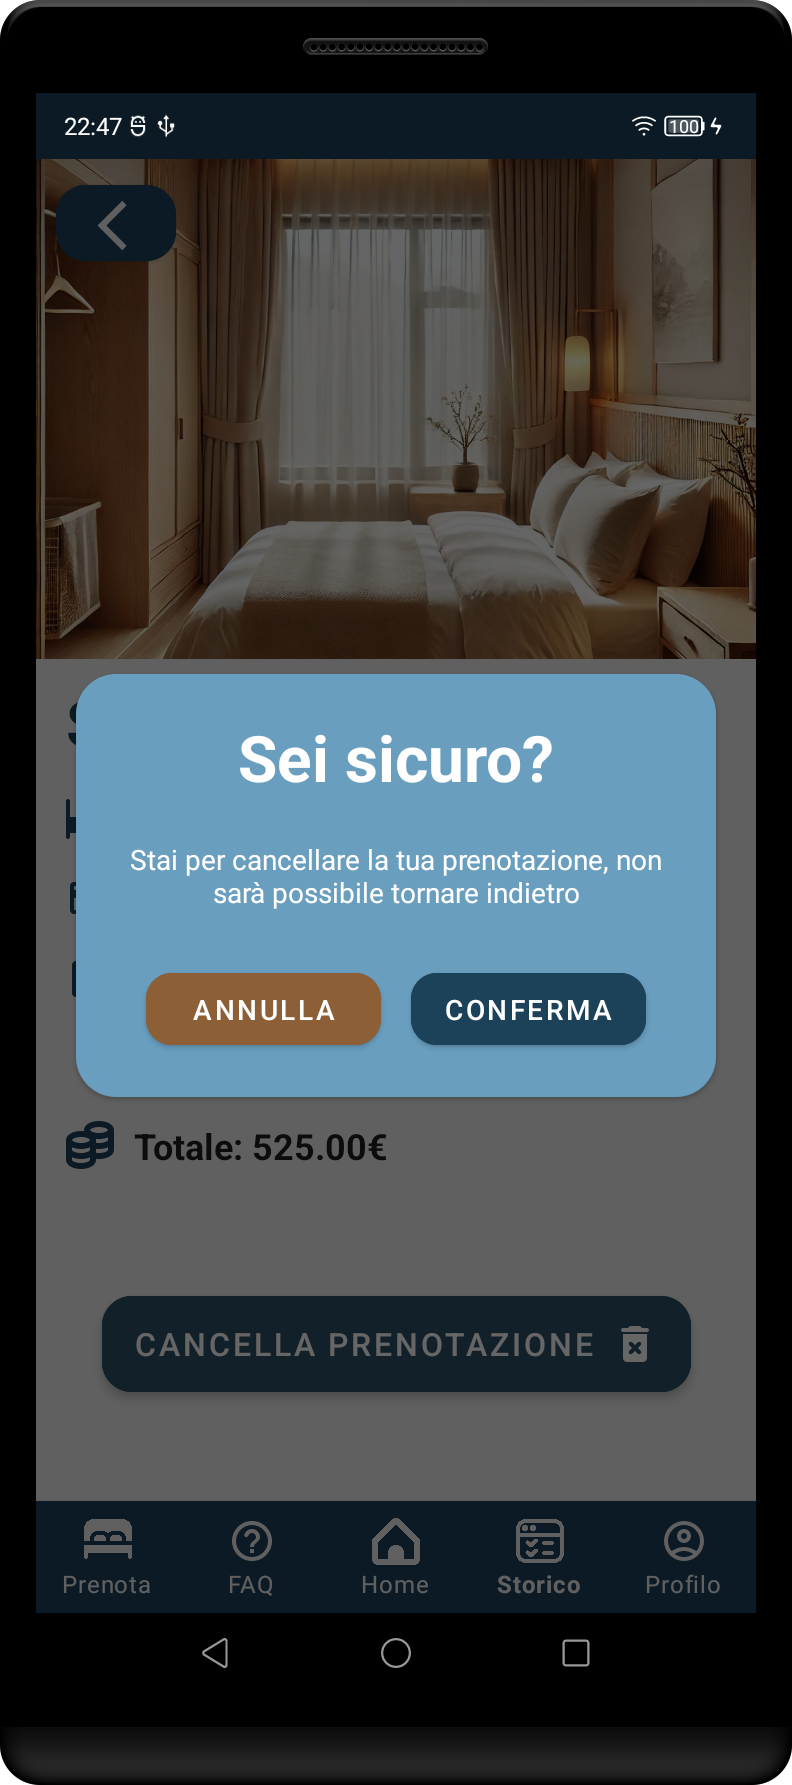 22:47
100
Sei sicuro?
Stai per cancellare la tua prenotazione, non
sarà possibile tornare indietro
ANNULLA CONFERMA
Totale: 525.00€
CANCELLA PRENOTAZIONE
Prenota FAQ Home Storico Profilo